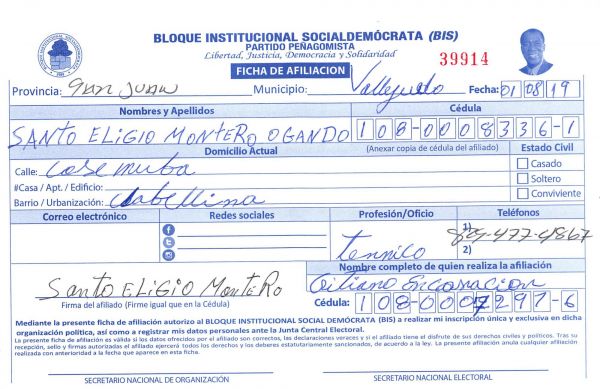 BLOQUE INSTITUCIONAL SOCIALDEMÓCRATA (BIS)
PARTIDO PEÑAGOMISTA
Libertad, Justicia, Democracia y Solidaridad
39914
FICHA DE AFILIACION
Provincia: San Juan Municipio: Vallejuelo Fecha: 01 08 19
Nombres y Apellidos Cédula
SANTO ELIGIO MONTERO OGANDO 108-0008336-1
Domicilio Actual (Anexar copia de cédula del afiliado) Estado Civil
Calle: Casado
#Casa / Apt. / Edificio: Soltero
Barrio / Urbanización: Conviviente
Correo electrónico Redes sociales Profesión/Oficio Teléfonos
1) 829-477-4867
2)
Nombre completo de quien realiza la afiliación
SANTO ELIGIO MONTERO
Firma del afiliado (Firme igual que en la Cédula) Cédula: 108-0007297-6
Mediante la presente ficha de afiliación autorizo al BLOQUE INSTITUCIONAL SOCIAL DEMÓCRATA (BIS) a realizar mi inscripción única y exclusiva en dicha
organización política, así como a registrar mis datos personales ante la Junta Central Electoral.
La presente ficha de afiliación es válida si los datos ofrecidos por el afiliado son correctos, las declaraciones veraces y si el afiliado tiene el disfrute de sus derechos civiles y políticos. Tras su
recepción, sello y firmas autorizadas el afiliado ejercerá todos los derechos y los deberes estatutariamente sancionados, de acuerdo a la ley. La presente afiliación anula cualquier afiliación
realizada con anterioridad a la fecha que aparece en esta ficha.
SECRETARIO NACIONAL DE ORGANIZACIÓN SECRETARIO NACIONAL ELECTORAL